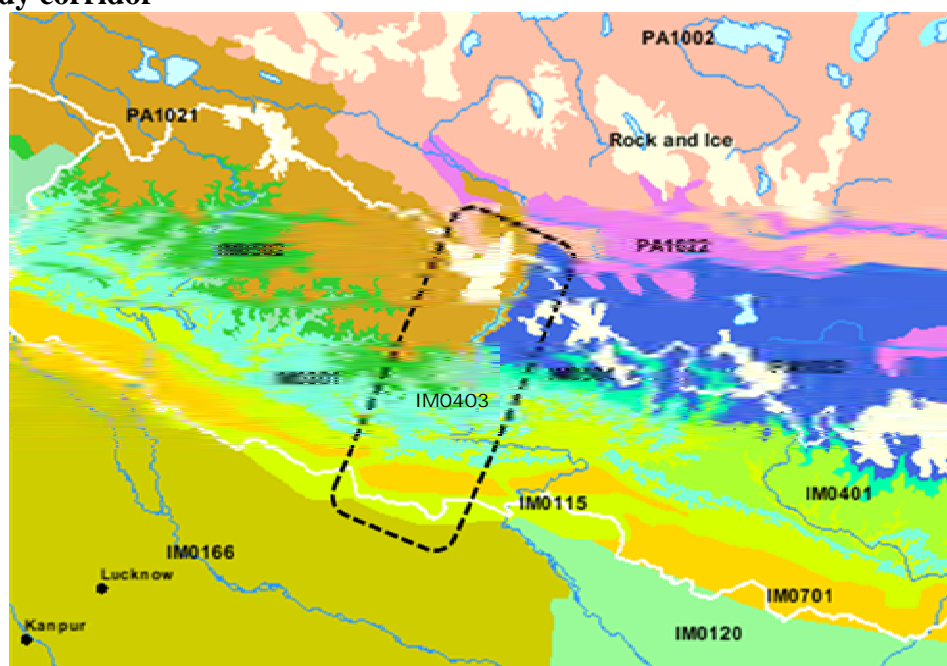 dy corridor
PA1002
PA1021
Rock and Ice
PA1022
IM0403
IM0401
IM0115
IM0166
Lucknow
IM0701
Kanpur
IM0120